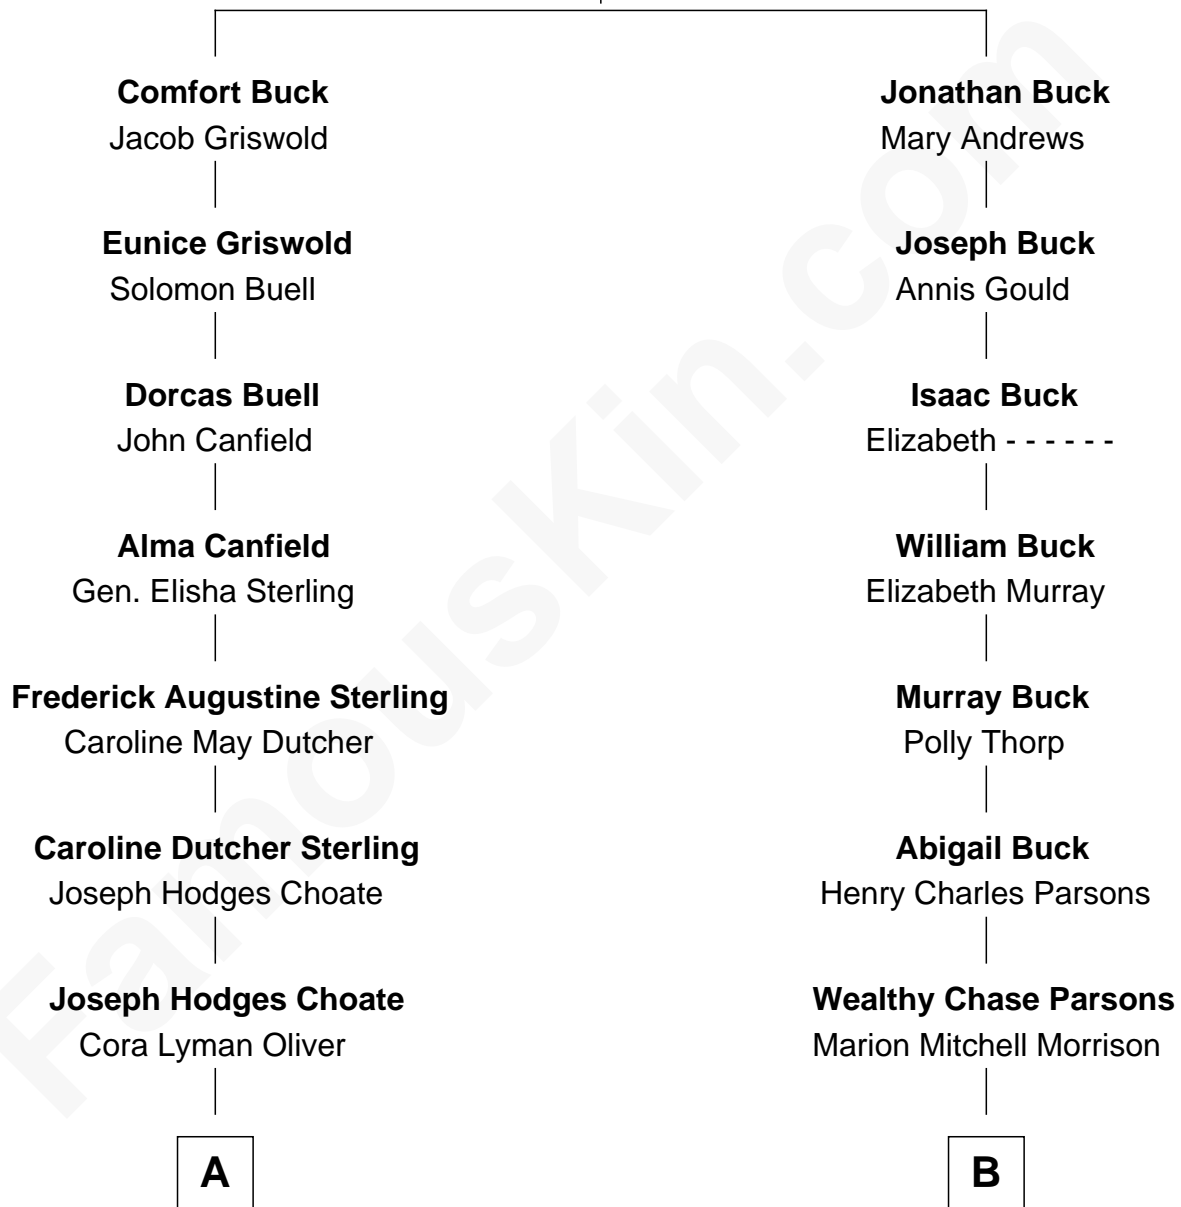 Comfort Buck
Jacob Griswold
Eunice Griswold
Solomon Buell
Dorcas Buell
John Canfield
Alma Canfield
Gen. Elisha Sterling
Frederick Augustine Sterling
Caroline May Dutcher
Caroline Dutcher Sterling
Joseph Hodges Choate
Joseph Hodges Choate
Cora Lyman Oliver
A
Jonathan Buck
Mary Andrews
Joseph Buck
Annis Gould
Isaac Buck
Elizabeth - - - - - -
William Buck
Elizabeth Murray
Murray Buck
Polly Thorp
Abigail Buck
Henry Charles Parsons
Wealthy Chase Parsons
Marion Mitchell Morrison
B
FamousKin.com